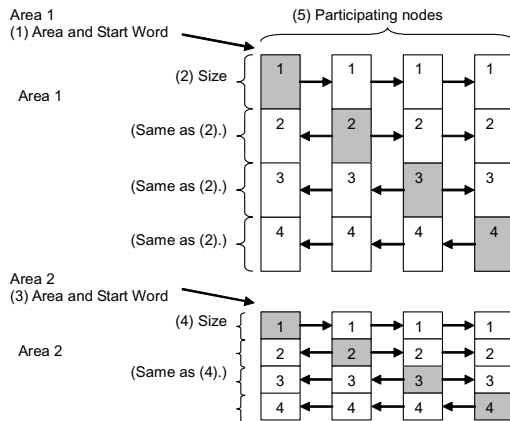 Area 1
(1) Area and Start Word
(5) Participating nodes
(2) Size
1 1 1 1
Area 1
(Same as (2).)
2 2 2 2
(Same as (2).)
3 3 3 3
(Same as (2).)
4 4 4 4
Area 2
(3) Area and Start Word
(4) Size
1 1 1 1
Area 2
2 2 2 2
(Same as (4).)
3 3 3 3
4 4 4 4